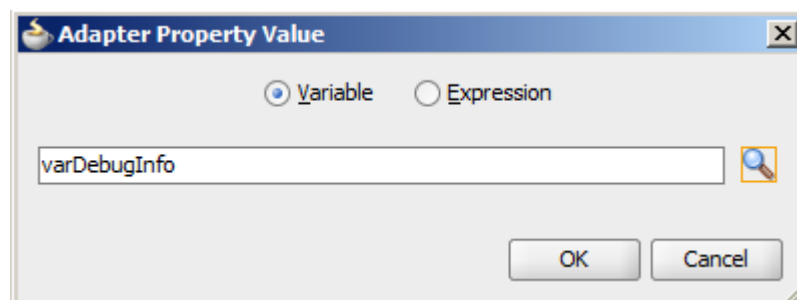 Adapter Property Value
Variable Expression
varDebugInfo
OK Cancel